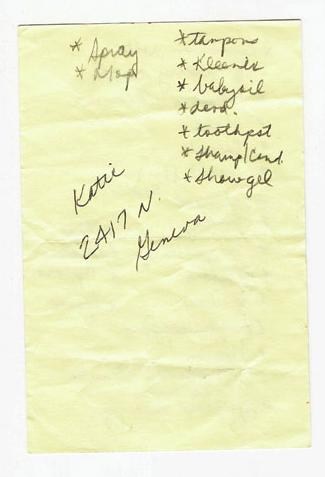 * Spray
* Mop
* tampons
* Kleenex
* babyoil
* deod.
* toothpst
* Shamp/Cond.
* Showgel
Katie
2417 N.
Geneva